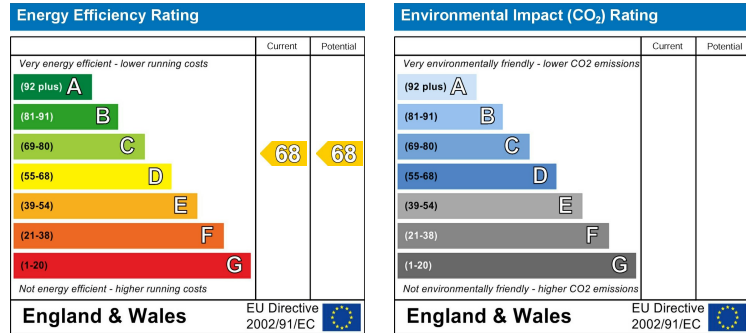 Energy Efficiency Rating
Current Potential
Very energy efficient - lower running costs
(92 plus) A
(81-91) B
(69-80) C
68 68
(55-68) D
(39-54) E
(21-38) F
(1-20) G
Not energy efficient - higher running costs
England & Wales
EU Directive
2002/91/EC
Environmental Impact (CO₂) Rating
Current Potential
Very environmentally friendly - lower CO2 emissions
(92 plus) A
(81-91) B
(69-80) C
(55-68) D
(39-54) E
(21-38) F
(1-20) G
Not environmentally friendly - higher CO2 emissions
England & Wales
EU Directive
2002/91/EC